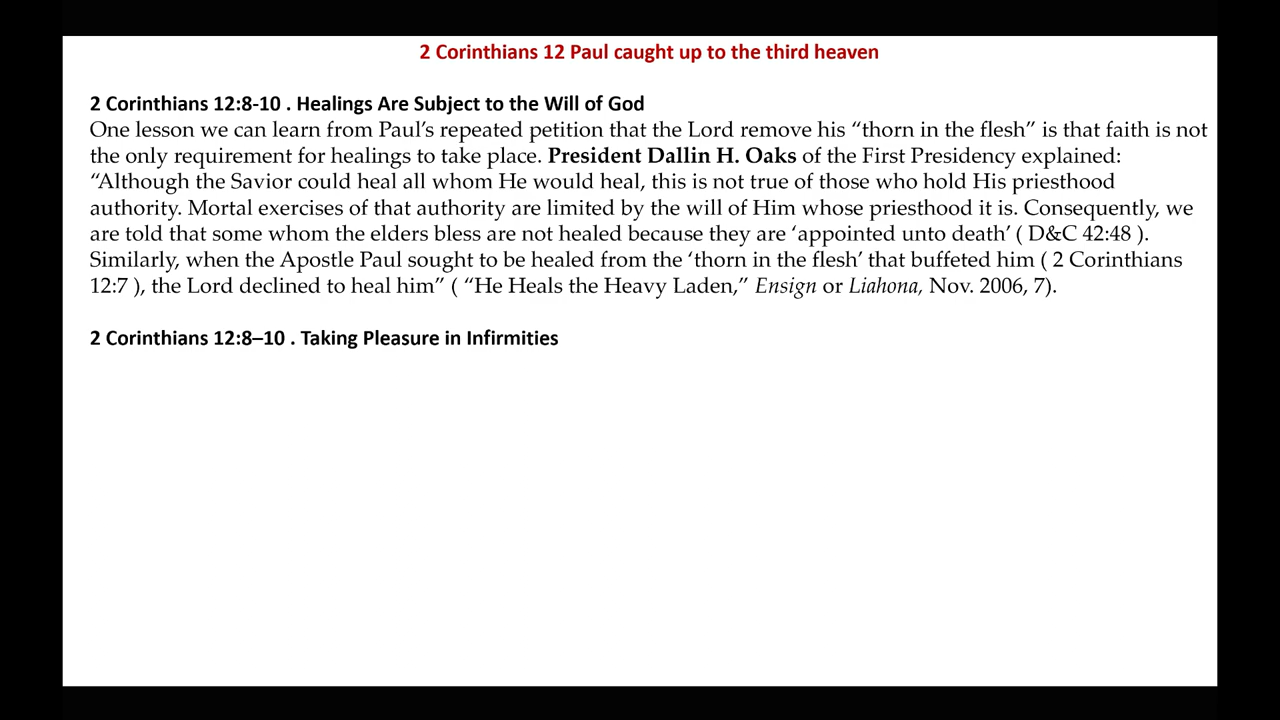 2 Corinthians 12 Paul caught up to the third heaven
2 Corinthians 12:8-10 . Healings Are Subject to the Will of God
One lesson we can learn from Paul’s repeated petition that the Lord remove his “thorn in the flesh” is that faith is not
the only requirement for healings to take place. President Dallin H. Oaks of the First Presidency explained:
“Although the Savior could heal all whom He would heal, this is not true of those who hold His priesthood
authority. Mortal exercises of that authority are limited by the will of Him whose priesthood it is. Consequently, we
are told that some whom the elders bless are not healed because they are ‘appointed unto death’ ( D&C 42:48 ).
Similarly, when the Apostle Paul sought to be healed from the ‘thorn in the flesh’ that buffeted him ( 2 Corinthians
12:7 ), the Lord declined to heal him” ( “He Heals the Heavy Laden,” Ensign or Liahona, Nov. 2006, 7).
2 Corinthians 12:8–10 . Taking Pleasure in Infirmities